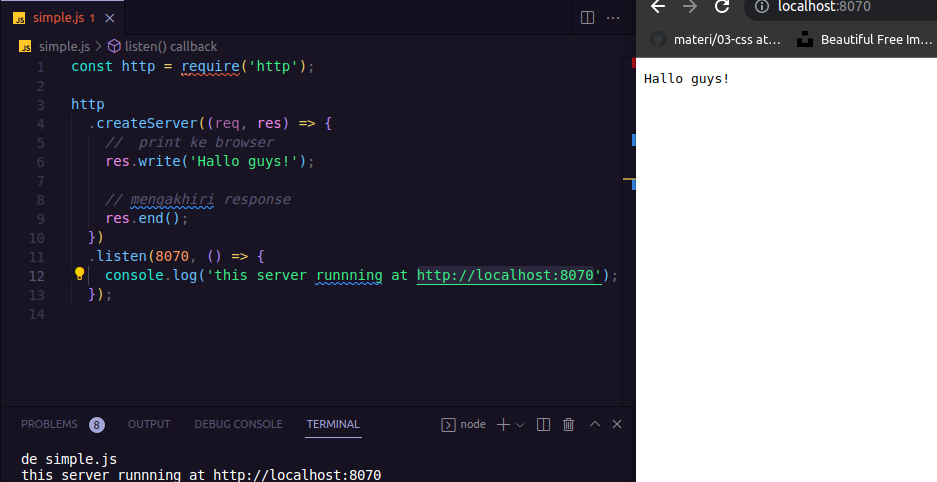 simple.js 1
simple.js > listen() callback
1 const http = require('http');
2
3 http
4 .createServer((req, res) => {
5 //  print ke browser
6 res.write('Hallo guys!');
7
8 // mengakhiri response
9 res.end();
10 })
11 .listen(8070, () => {
12 console.log('this server runnning at http://localhost:8070');
13 });
14
PROBLEMS 8 OUTPUT DEBUG CONSOLE TERMINAL node
de simple.js
this server runnning at http://localhost:8070
localhost:8070
materi/03-css at... Beautiful Free Im...
Hallo guys!